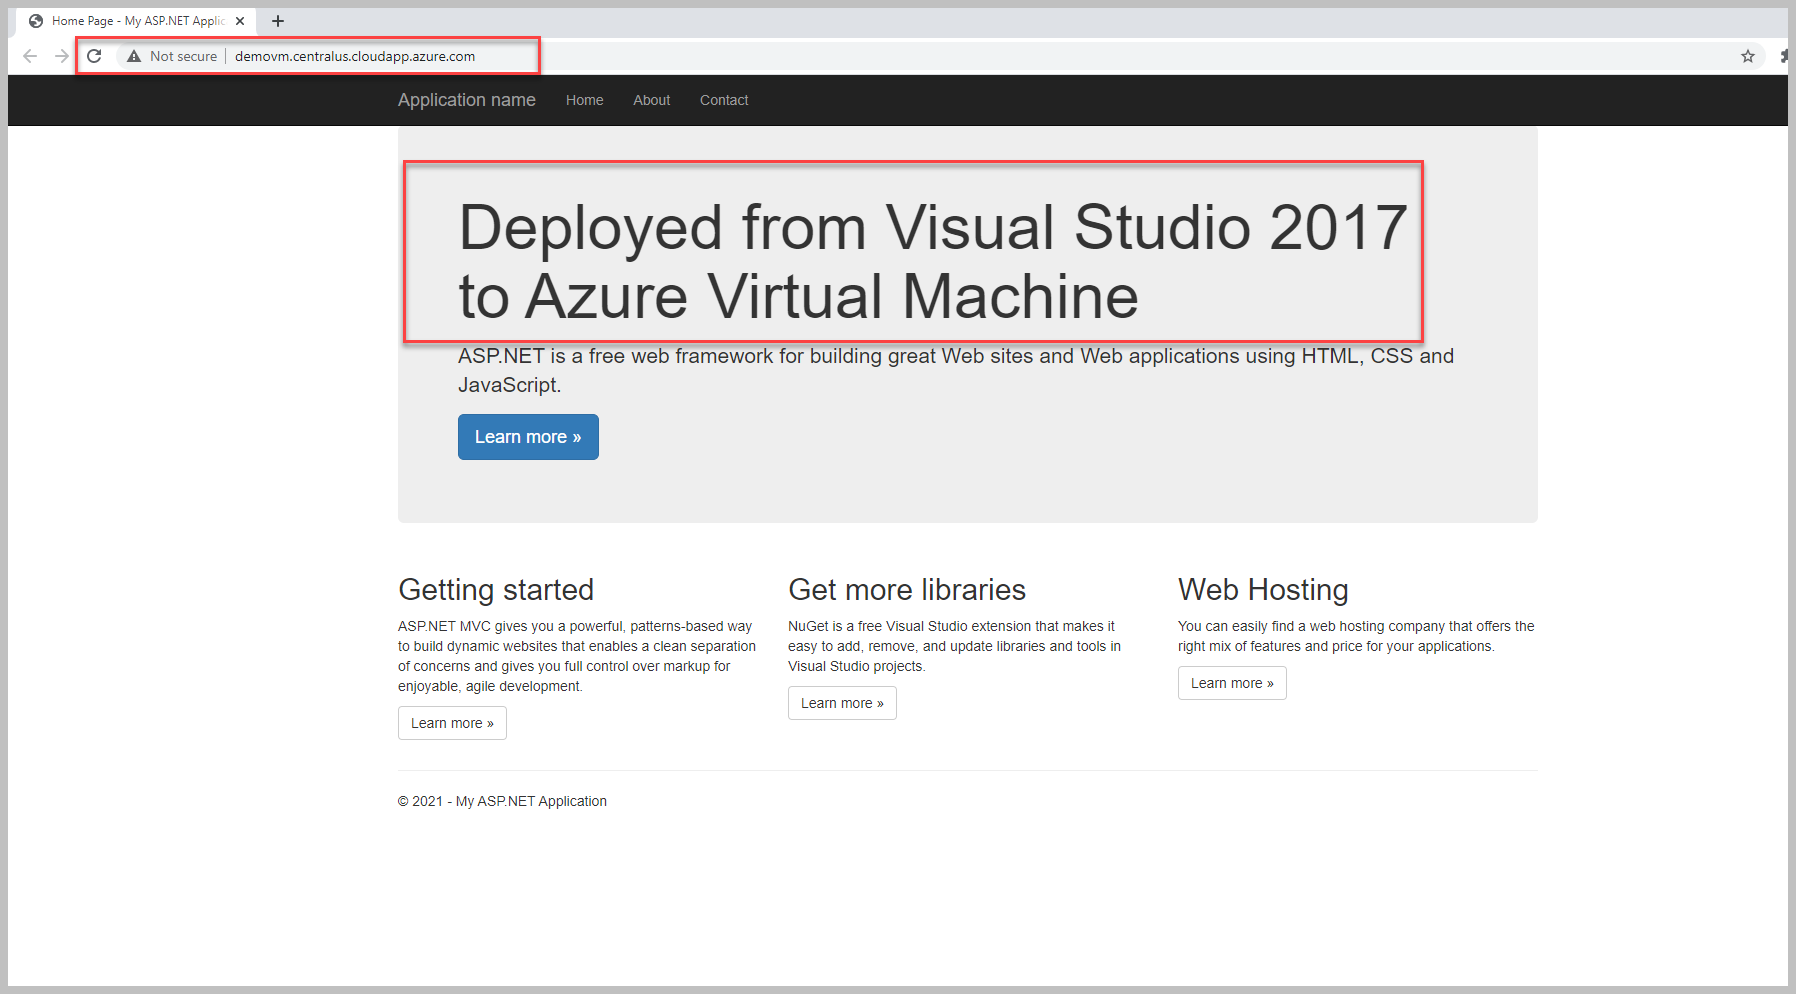 Home Page - My ASP.NET Applic
Not secure | demovm.centralus.cloudapp.azure.com
Application name Home About Contact
Deployed from Visual Studio 2017
to Azure Virtual Machine
ASP.NET is a free web framework for building great Web sites and Web applications using HTML, CSS and
JavaScript.
Learn more »
Getting started
ASP.NET MVC gives you a powerful, patterns-based way
to build dynamic websites that enables a clean separation
of concerns and gives you full control over markup for
enjoyable, agile development.
Learn more »
Get more libraries
NuGet is a free Visual Studio extension that makes it
easy to add, remove, and update libraries and tools in
Visual Studio projects.
Learn more »
Web Hosting
You can easily find a web hosting company that offers the
right mix of features and price for your applications.
Learn more »
© 2021 - My ASP.NET Application